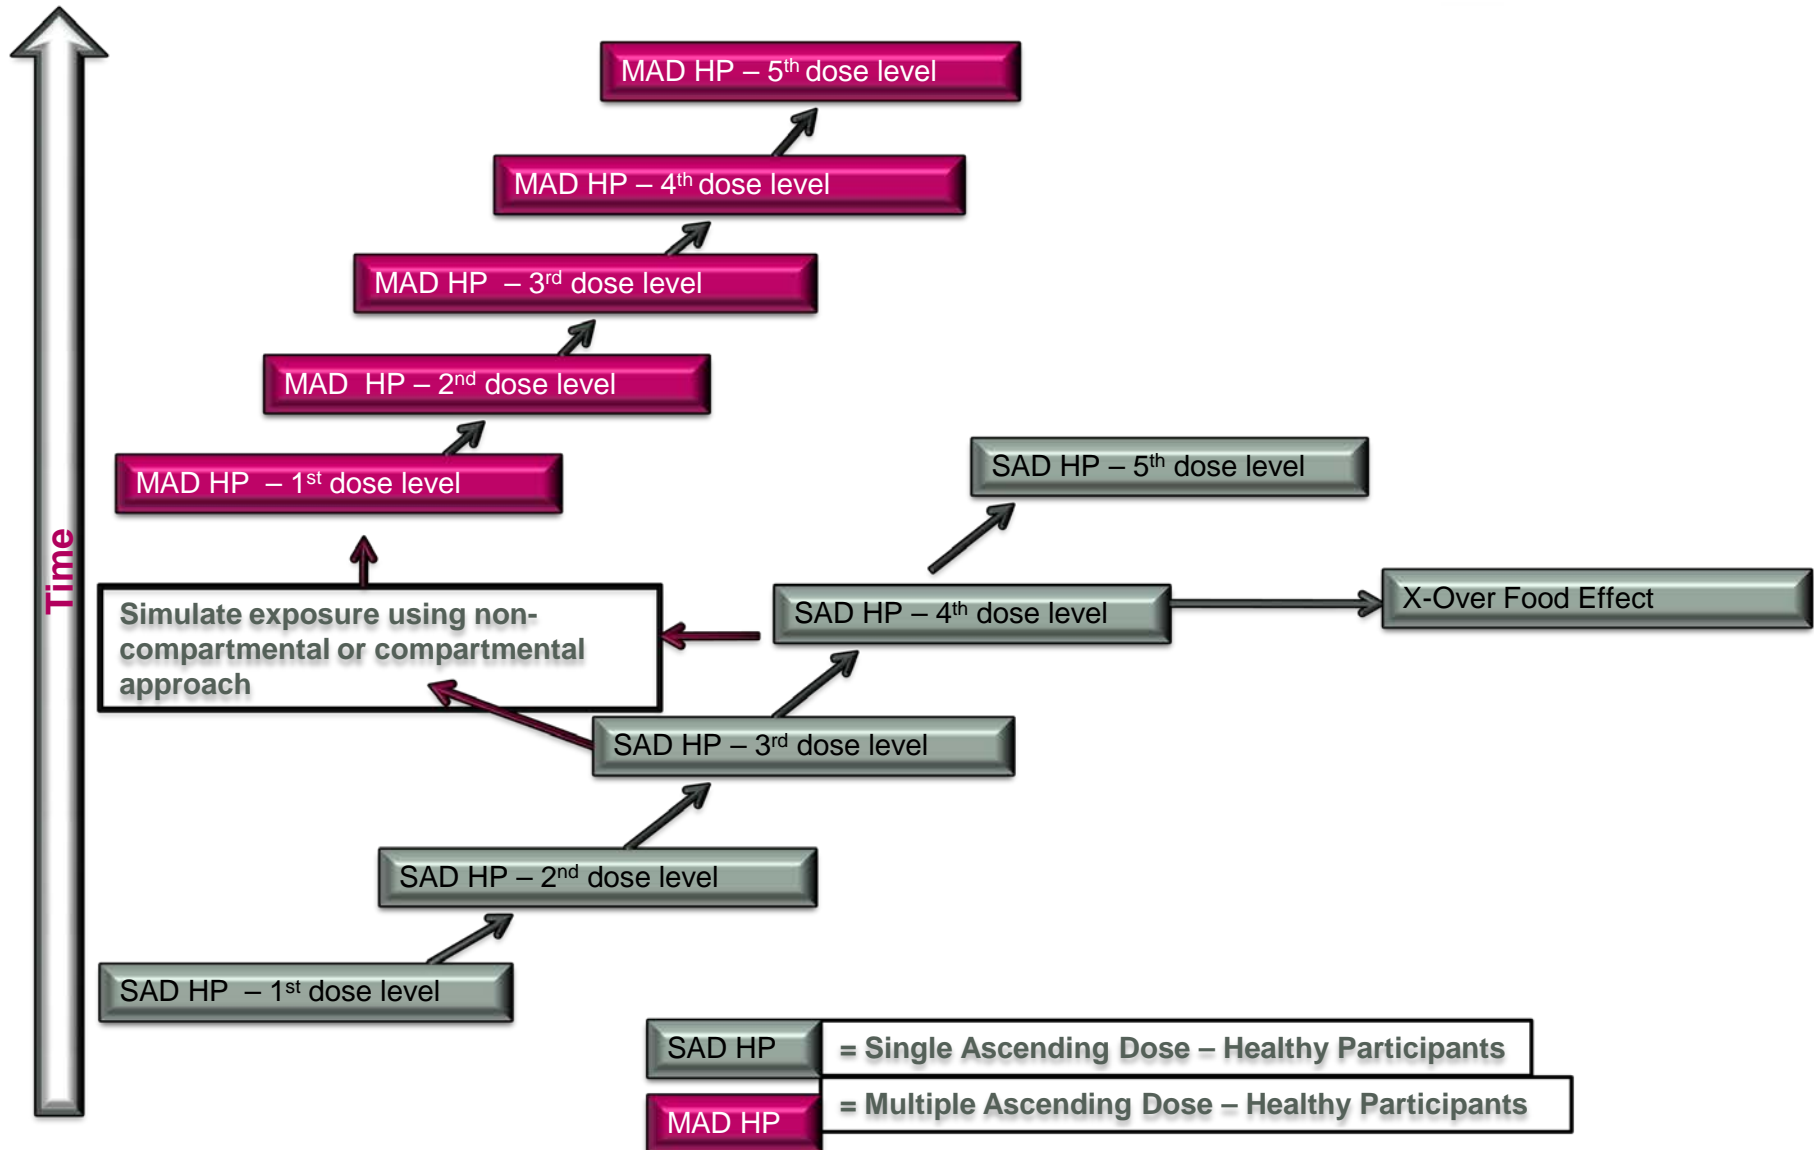 MAD HP – 5th dose level
MAD HP – 4th dose level
MAD HP – 3rd dose level
MAD HP – 2nd dose level
MAD HP – 1st dose level
SAD HP – 5th dose level
Time
Simulate exposure using non-
compartmental or compartmental
approach
SAD HP – 4th dose level
X-Over Food Effect
SAD HP – 3rd dose level
SAD HP – 2nd dose level
SAD HP – 1st dose level
SAD HP = Single Ascending Dose – Healthy Participants
MAD HP = Multiple Ascending Dose – Healthy Participants